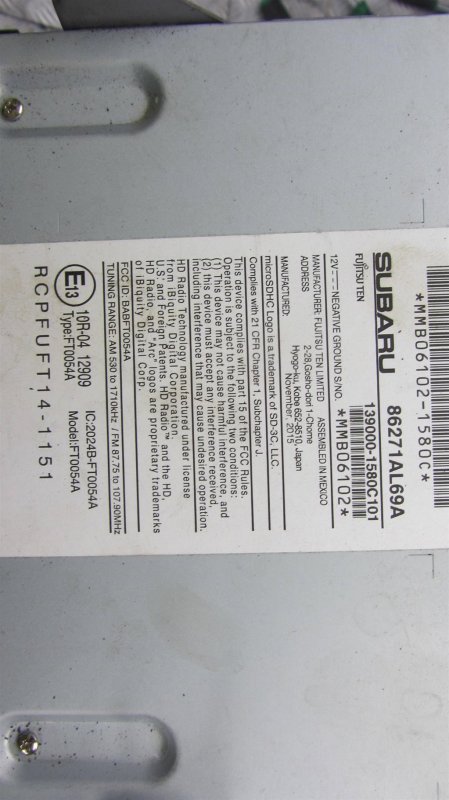 *MMB06102-1580C*
SUBARU 86271AL69A
FUJITSU TEN 139000-1580C101
12V NEGATIVE GROUND S/NO. *MMB06102*
MANUFACTURER: FUJITSU TEN LIMITED ASSEMBLED IN MEXICO
ADDRESS 2-28,Gosho-dori 1-Chome
Hyogo-ku, Kobe 652-8510, Japan
MANUFACTURED: November, 2015
microSDHC Logo is a trademark of SD-3C, LLC.
Complies with 21 CFR Chapter 1, Subchapter J.
This device complies with part 15 of the FCC Rules.
Operation is subject to the following two conditions:
(1) This device may not cause harmful interference, and
(2) this device must accept any interference received,
including interference that may cause undesired operation.
HD Radio Technology manufactured under license
from iBiquity Digital Corporation.
U.S. and Foreign Patents. HD Radio™ and the HD,
HD Radio, and "Arc" logos are proprietary trademarks
of iBiquity Digital Corp.
FCC ID: BABFT0054A
TUNING RANGE: AM 530 to 1710kHz / FM 87.75 to 107.90MHz
E13 10R-04 12909 IC:2024B-FT0054A
Type:FT0054A Model:FT0054A
RCPFUFT14-1151